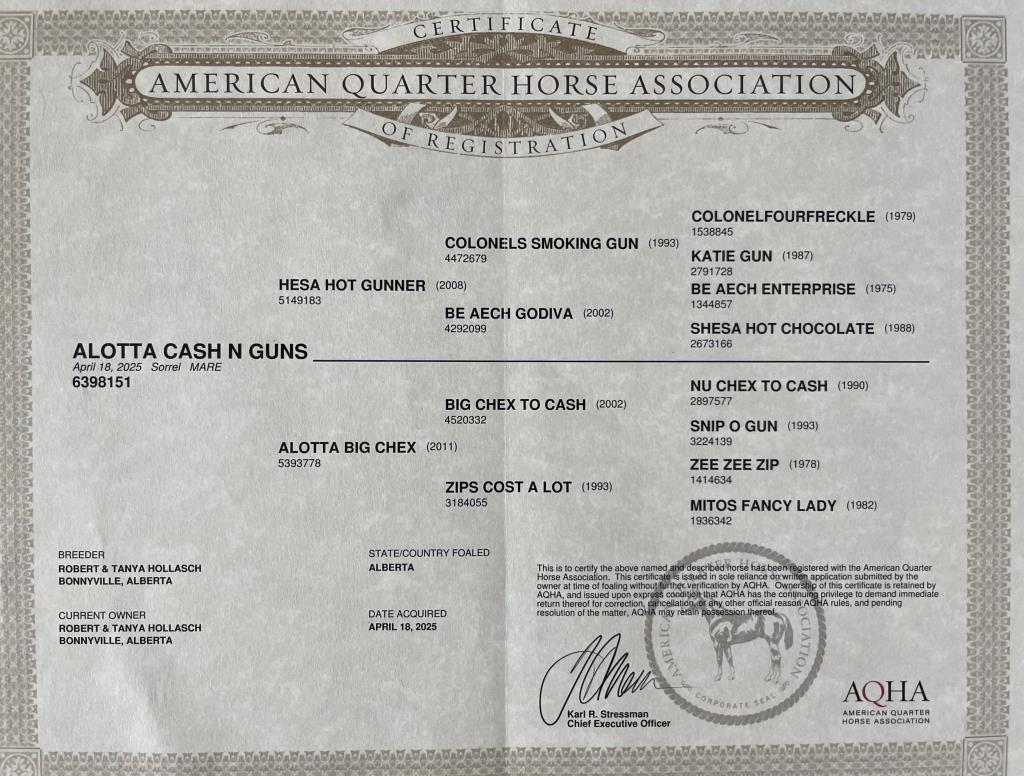 CERTIFICATE
AMERICAN QUARTER HORSE ASSOCIATION
OF REGISTRATION
COLONELFOURFRECKLE (1979)
1538845
COLONELS SMOKING GUN (1993)
4472679
KATIE GUN (1987)
2791728
HESA HOT GUNNER (2008)
5149183
BE AECH ENTERPRISE (1975)
1344857
BE AECH GODIVA (2002)
4292099
SHESA HOT CHOCOLATE (1988)
2673166
ALOTTA CASH N GUNS
April 18, 2025 Sorrel MARE
6398151
NU CHEX TO CASH (1990)
2897577
BIG CHEX TO CASH (2002)
4520332
SNIP O GUN (1993)
3224139
ALOTTA BIG CHEX (2011)
5393778
ZEE ZEE ZIP (1978)
1414634
ZIPS COST A LOT (1993)
3184055
MITOS FANCY LADY (1982)
1936342
BREEDER
ROBERT & TANYA HOLLASCH
BONNYVILLE, ALBERTA
STATE/COUNTRY FOALED
ALBERTA
CURRENT OWNER
ROBERT & TANYA HOLLASCH
BONNYVILLE, ALBERTA
DATE ACQUIRED
APRIL 18, 2025
This is to certify the above named and described horse has been registered with the American Quarter
Horse Association. This certificate is issued in sole reliance on written application submitted by the
owner at time of foaling without further verification by AQHA. Ownership of this certificate is retained by
AQHA, and issued upon express condition that AQHA has the continuing privilege to demand immediate
return thereof for correction, cancellation, or any other official reason AQHA rules, and pending
resolution of the matter, AQHA may retain possession thereof.
Karl R. Stressman
Chief Executive Officer
AMERICAN QUARTER HORSE ASSOCIATION
CORPORATE SEAL
AQHA
AMERICAN QUARTER
HORSE ASSOCIATION